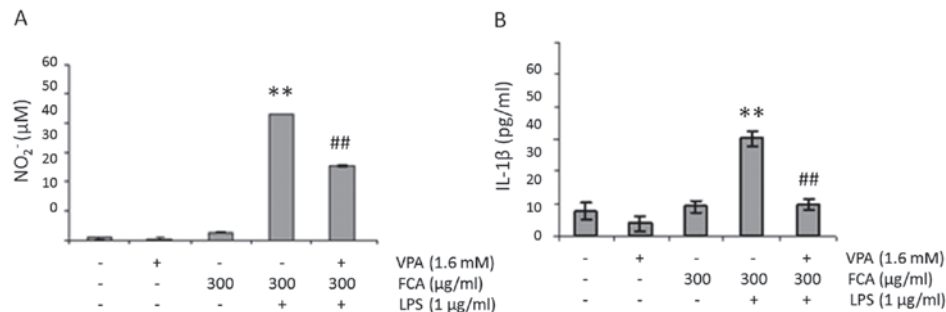 A
NO₂⁻ (μM)
60
50
40
30
20
10
0
**
##
- + - - + VPA (1.6 mM)
- - 300 300 300 FCA (μg/ml)
- - - + + LPS (1 μg/ml)
B
IL-1β (pg/ml)
60
50
40
30
20
10
0
**
##
- + - - + VPA (1.6 mM)
- - 300 300 300 FCA (μg/ml)
- - - + + LPS (1 μg/ml)